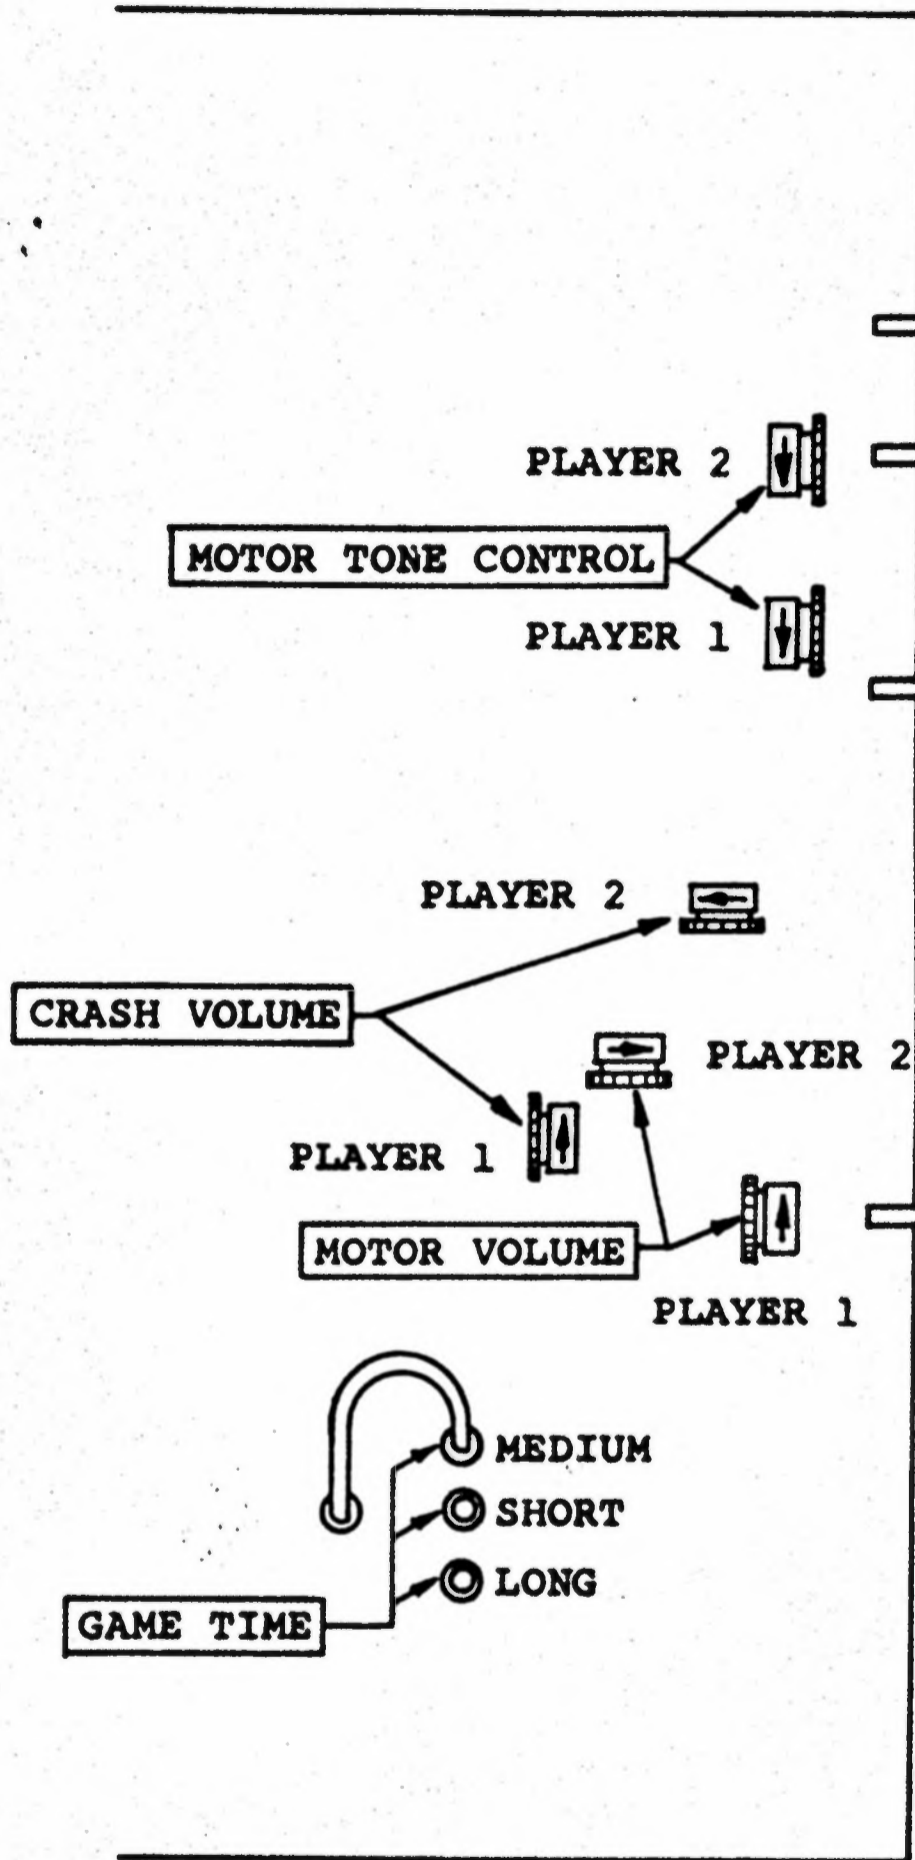 PLAYER 2
MOTOR TONE CONTROL
PLAYER 1
PLAYER 2
CRASH VOLUME
PLAYER 2
PLAYER 1
MOTOR VOLUME
PLAYER 1
MEDIUM
SHORT
LONG
GAME TIME